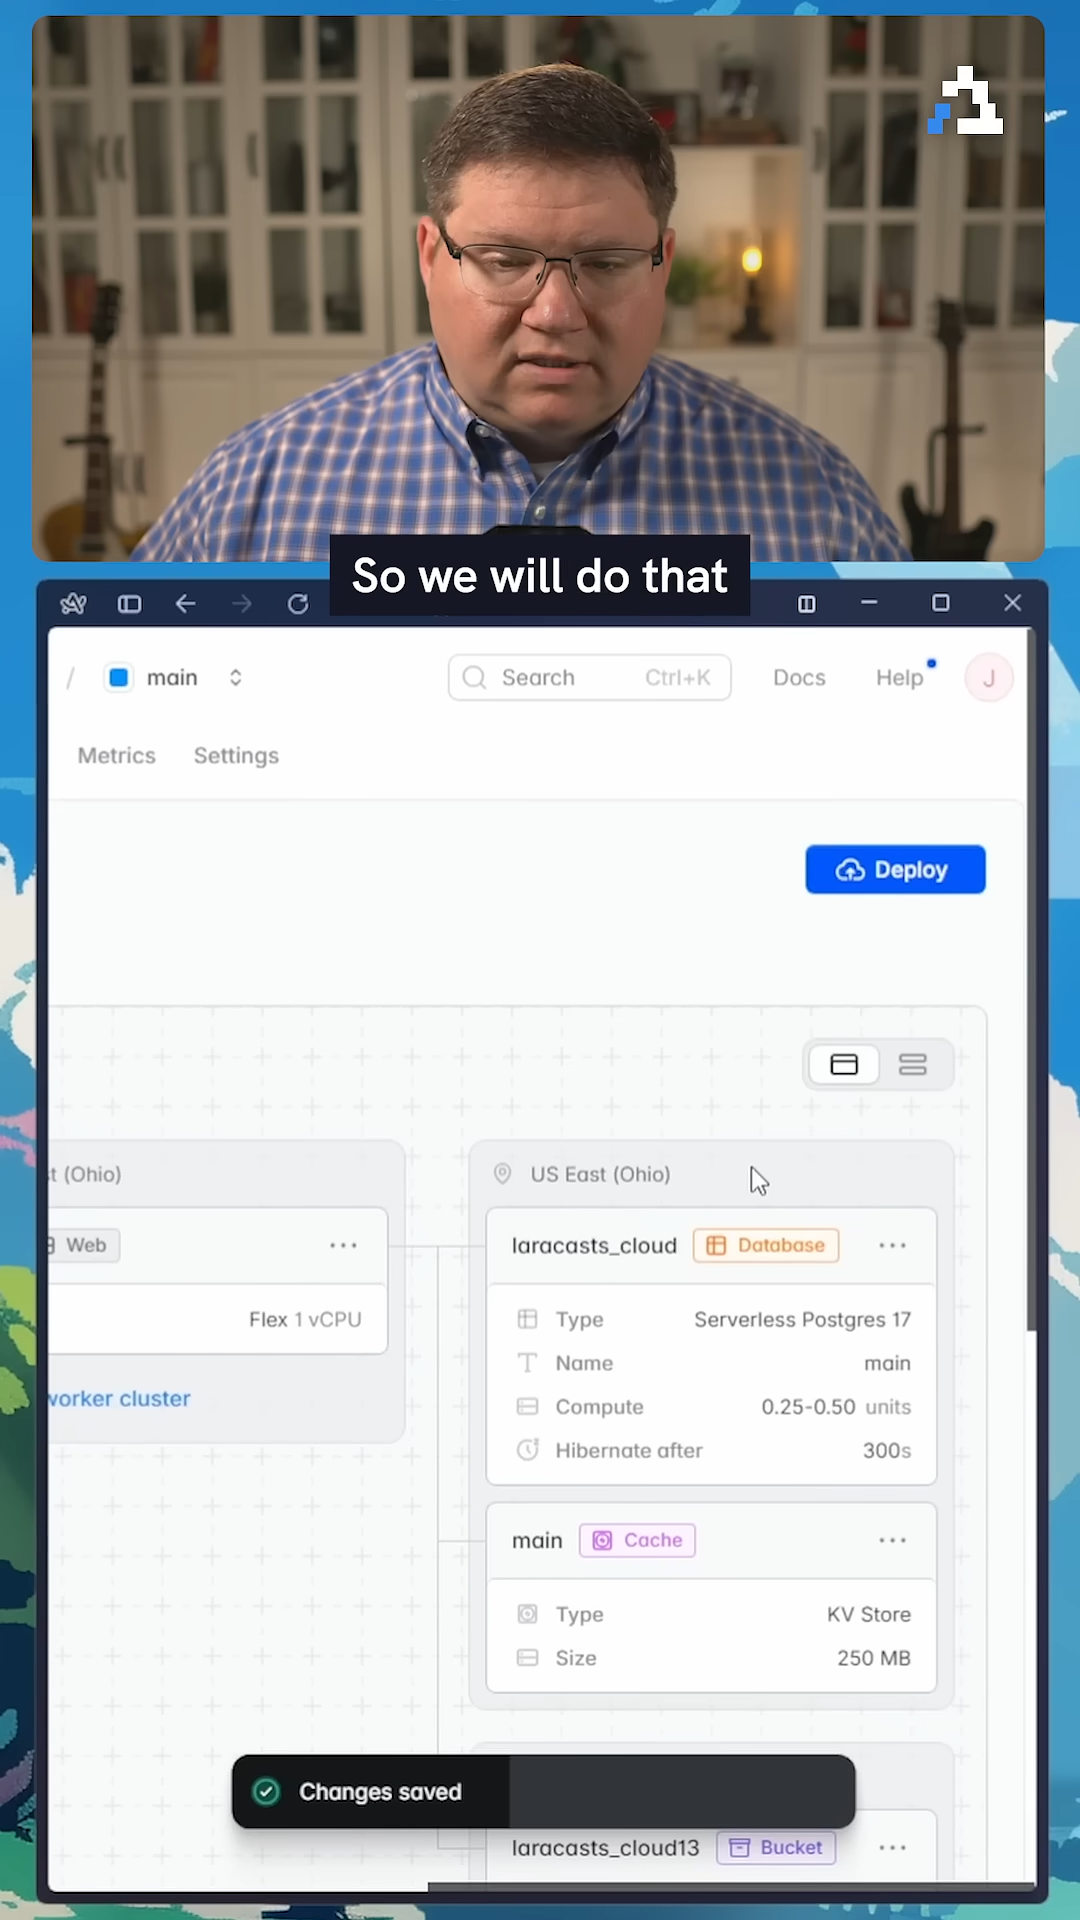 So we will do that
/ main
Search Ctrl+K
Docs
Help
J
Metrics
Settings
Deploy
t (Ohio)
US East (Ohio)
Web
laracasts_cloud
Database
Flex 1 vCPU
Type Serverless Postgres 17
Name main
worker cluster
Compute 0.25-0.50 units
Hibernate after 300s
main
Cache
Type KV Store
Size 250 MB
Changes saved
laracasts_cloud13
Bucket